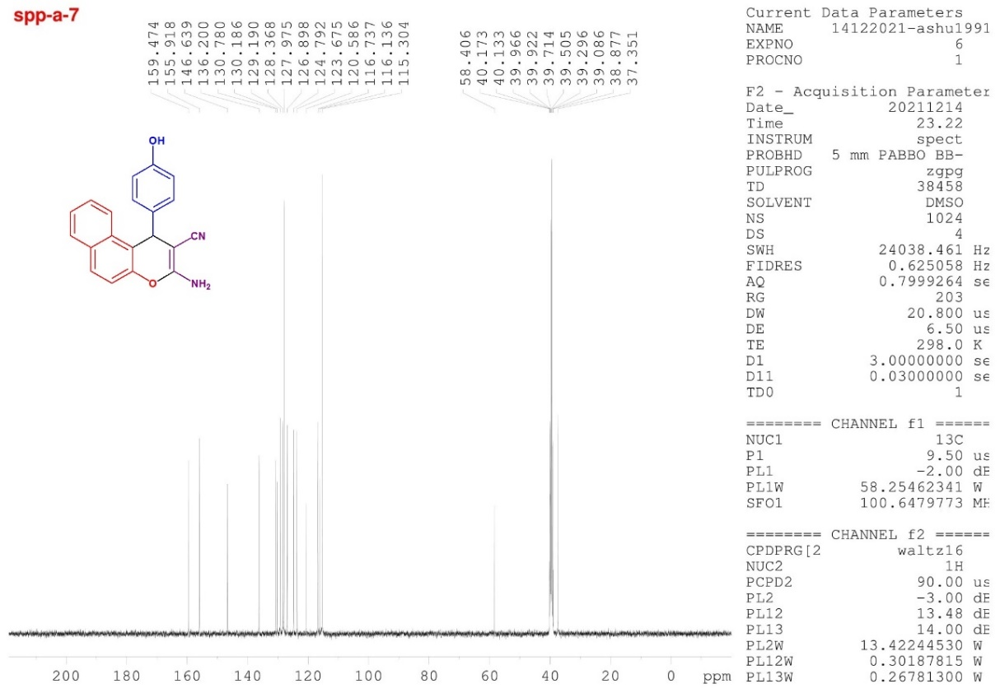 spp-a-7
159.474
155.918
146.639
136.200
130.780
130.186
129.190
128.368
127.975
126.898
124.792
123.675
120.586
116.737
116.136
115.304
58.406
40.173
40.133
39.966
39.922
39.714
39.505
39.296
39.086
38.877
37.351
OH
CN
O
NH2
200 180 160 140 120 100 80 60 40 20 0 ppm
Current Data Parameters
NAME 14122021-ashu1991
EXPNO 6
PROCNO 1
F2 - Acquisition Parameter
Date_ 20211214
Time 23.22
INSTRUM spect
PROBHD 5 mm PABBO BB-
PULPROG zgpg
TD 38458
SOLVENT DMSO
NS 1024
DS 4
SWH 24038.461 Hz
FIDRES 0.625058 Hz
AQ 0.7999264 se
RG 203
DW 20.800 us
DE 6.50 us
TE 298.0 K
D1 3.00000000 se
D11 0.03000000 se
TD0 1
======== CHANNEL f1 ======
NUC1 13C
P1 9.50 us
PL1 -2.00 dB
PL1W 58.25462341 W
SFO1 100.6479773 MH
======== CHANNEL f2 ======
CPDPRG[2 waltz16
NUC2 1H
PCPD2 90.00 us
PL2 -3.00 dB
PL12 13.48 dB
PL13 14.00 dB
PL2W 13.42244530 W
PL12W 0.30187815 W
PL13W 0.26781300 W